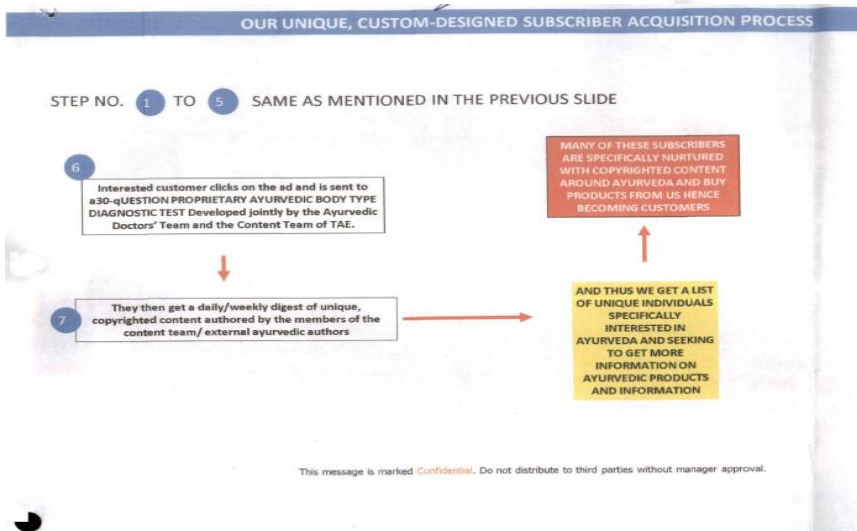 OUR UNIQUE, CUSTOM-DESIGNED SUBSCRIBER ACQUISITION PROCESS
STEP NO. 1 TO 5 SAME AS MENTIONED IN THE PREVIOUS SLIDE
6
Interested customer clicks on the ad and is sent to
a30-qUESTION PROPRIETARY AYURVEDIC BODY TYPE
DIAGNOSTIC TEST Developed jointly by the Ayurvedic
Doctors' Team and the Content Team of TAE.
7
They then get a daily/weekly digest of unique,
copyrighted content authored by the members of the
content team/ external ayurvedic authors
AND THUS WE GET A LIST
OF UNIQUE INDIVIDUALS
SPECIFICALLY
INTERESTED IN
AYURVEDA AND SEEKING
TO GET MORE
INFORMATION ON
AYURVEDIC PRODUCTS
AND INFORMATION
MANY OF THESE SUBSCRIBERS
ARE SPECIFICALLY NURTURED
WITH COPYRIGHTED CONTENT
AROUND AYURVEDA AND BUY
PRODUCTS FROM US HENCE
BECOMING CUSTOMERS
This message is marked Confidential. Do not distribute to third parties without manager approval.